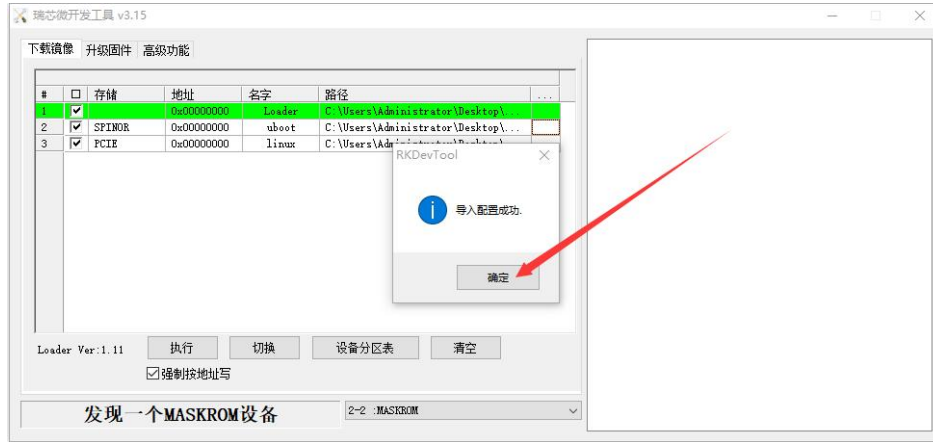 瑞芯微开发工具 v3.15
下载镜像 升级固件 高级功能
# 存储 地址 名字 路径 ...
1 0x00000000 Loader C:\Users\Administrator\Desktop\...
2 SPINOR 0x00000000 uboot C:\Users\Administrator\Desktop\...
3 PCIE 0x00000000 linux C:\Users\Administrator\Desktop\...
RKDevTool
导入配置成功.
确定
Loader Ver:1.11 执行 切换 设备分区表 清空
强制按地址写
发现一个MASKROM设备 2-2 :MASKROM